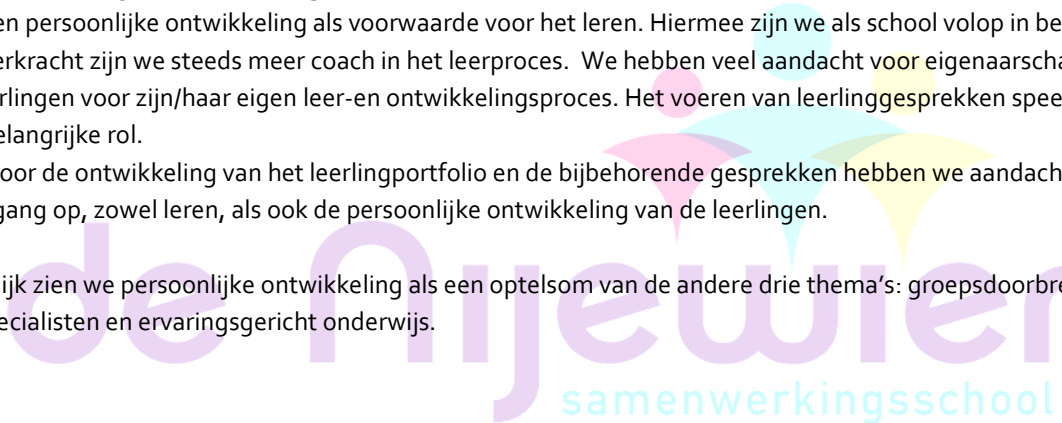 en persoonlijke ontwikkeling als voorwaarde voor het leren. Hiermee zijn we als school volop in be
erkracht zijn we steeds meer coach in het leerproces. We hebben veel aandacht voor eigenaarscha
rlingen voor zijn/haar eigen leer-en ontwikkelingsproces. Het voeren van leerlinggesprekken spee
elangrijke rol.
oor de ontwikkeling van het leerlingportfolio en de bijbehorende gesprekken hebben we aandach
gang op, zowel leren, als ook de persoonlijke ontwikkeling van de leerlingen.
ijk zien we persoonlijke ontwikkeling als een optelsom van de andere drie thema's: groepsdoorbre
ecialisten en ervaringsgericht onderwijs.
de Nijewier
samenwerkingsschool